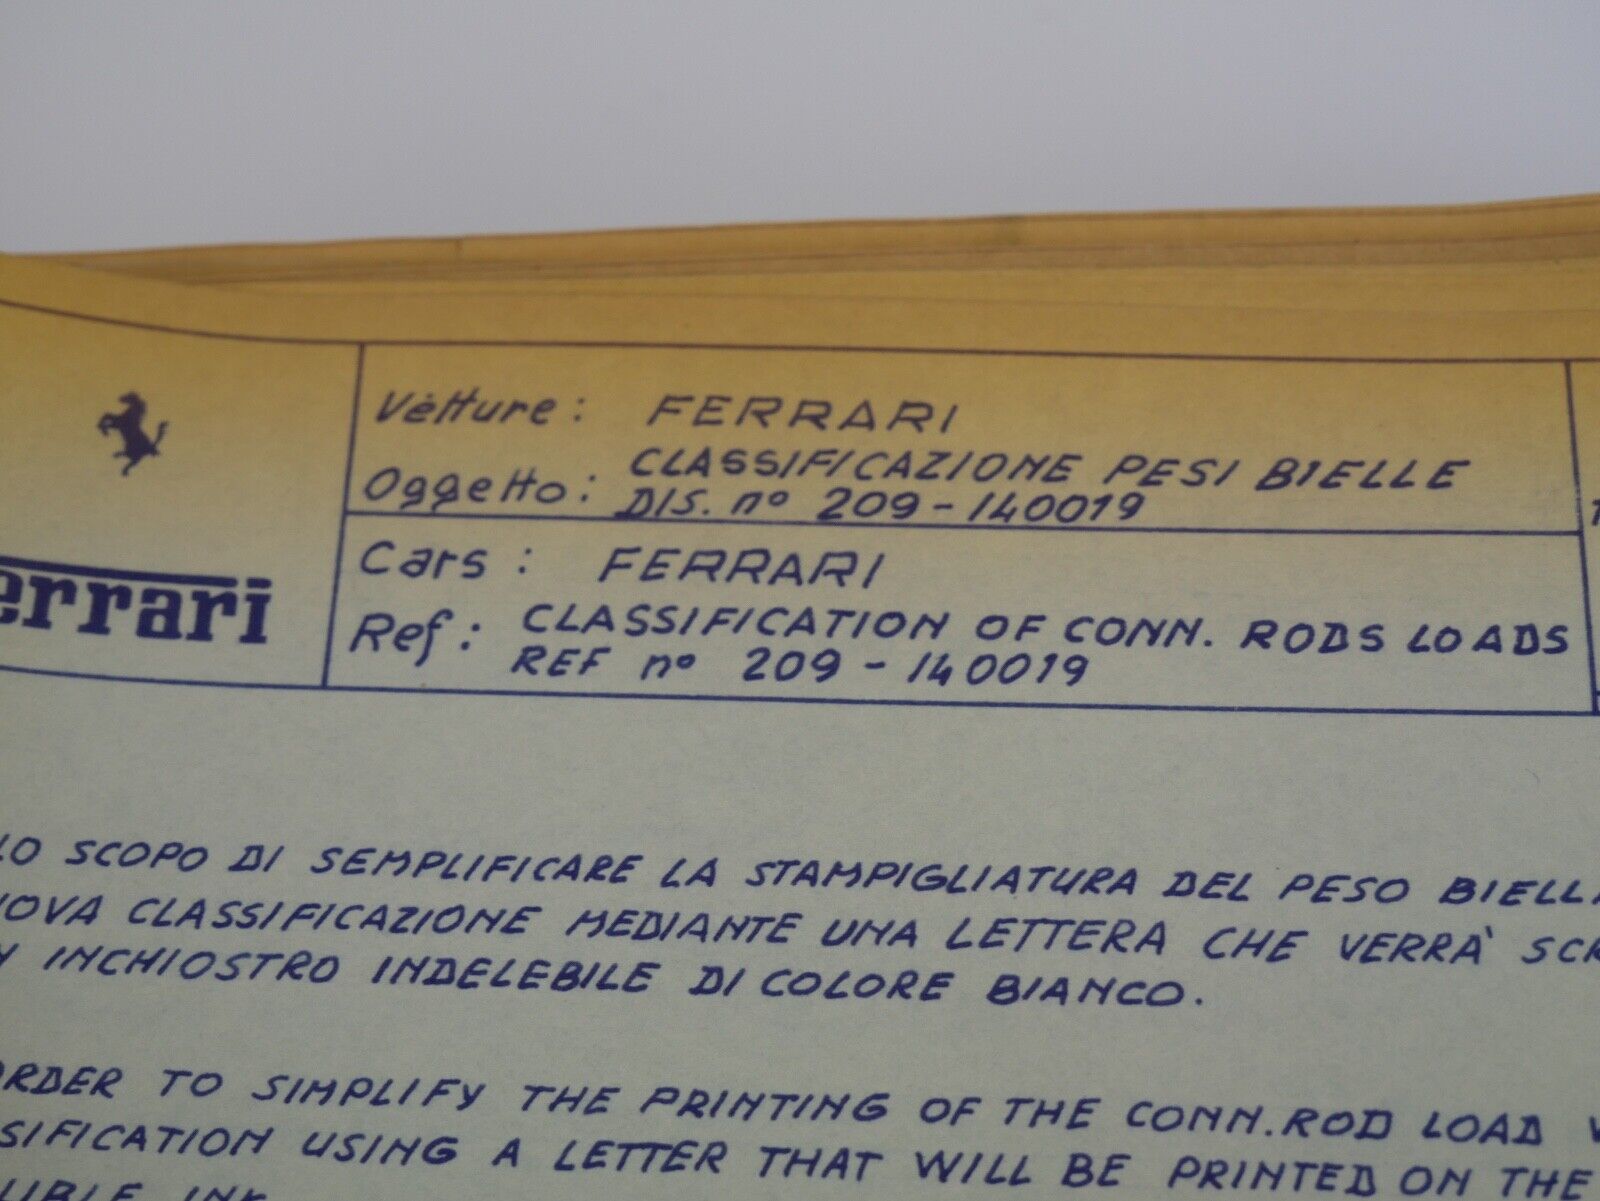 Vetture: FERRARI
Oggetto: CLASSIFICAZIONE PESI BIELLE
DIS. n° 209-140019
errari
Cars: FERRARI
Ref: CLASSIFICATION OF CONN. RODS LOADS
REF n° 209-140019
LO SCOPO DI SEMPLIFICARE LA STAMPIGLIATURA DEL PESO BIELL
CLASSIFICAZIONE MEDIANTE UNA LETTERA CHE VERRÀ SCR
INCHIOSTRO INDELEBILE DI COLORE BIANCO.
ORDER TO SIMPLIFY THE PRINTING OF THE CONN.ROD LOAD
SIFICATION USING A LETTER THAT WILL BE PRINTED ON THE
INK